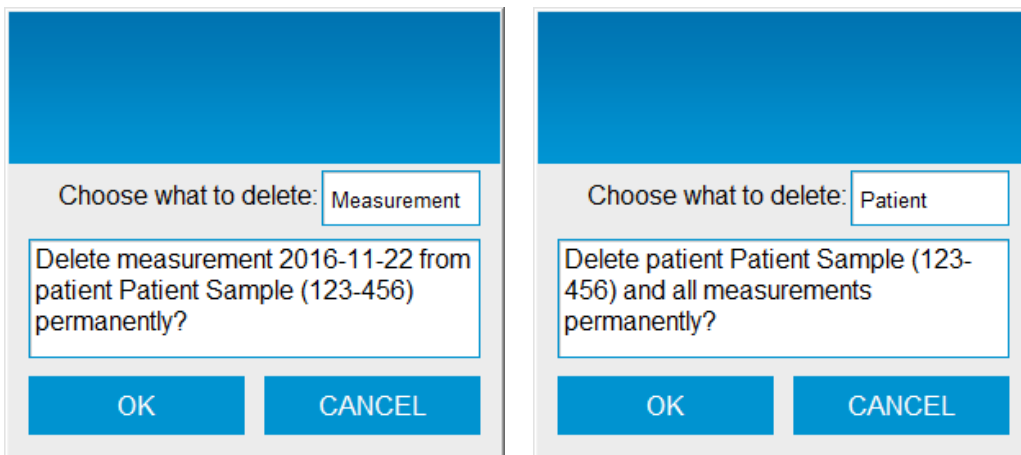 Choose what to delete: Measurement
Delete measurement 2016-11-22 from
patient Patient Sample (123-456)
permanently?
OK CANCEL
Choose what to delete: Patient
Delete patient Patient Sample (123-
456) and all measurements
permanently?
OK CANCEL